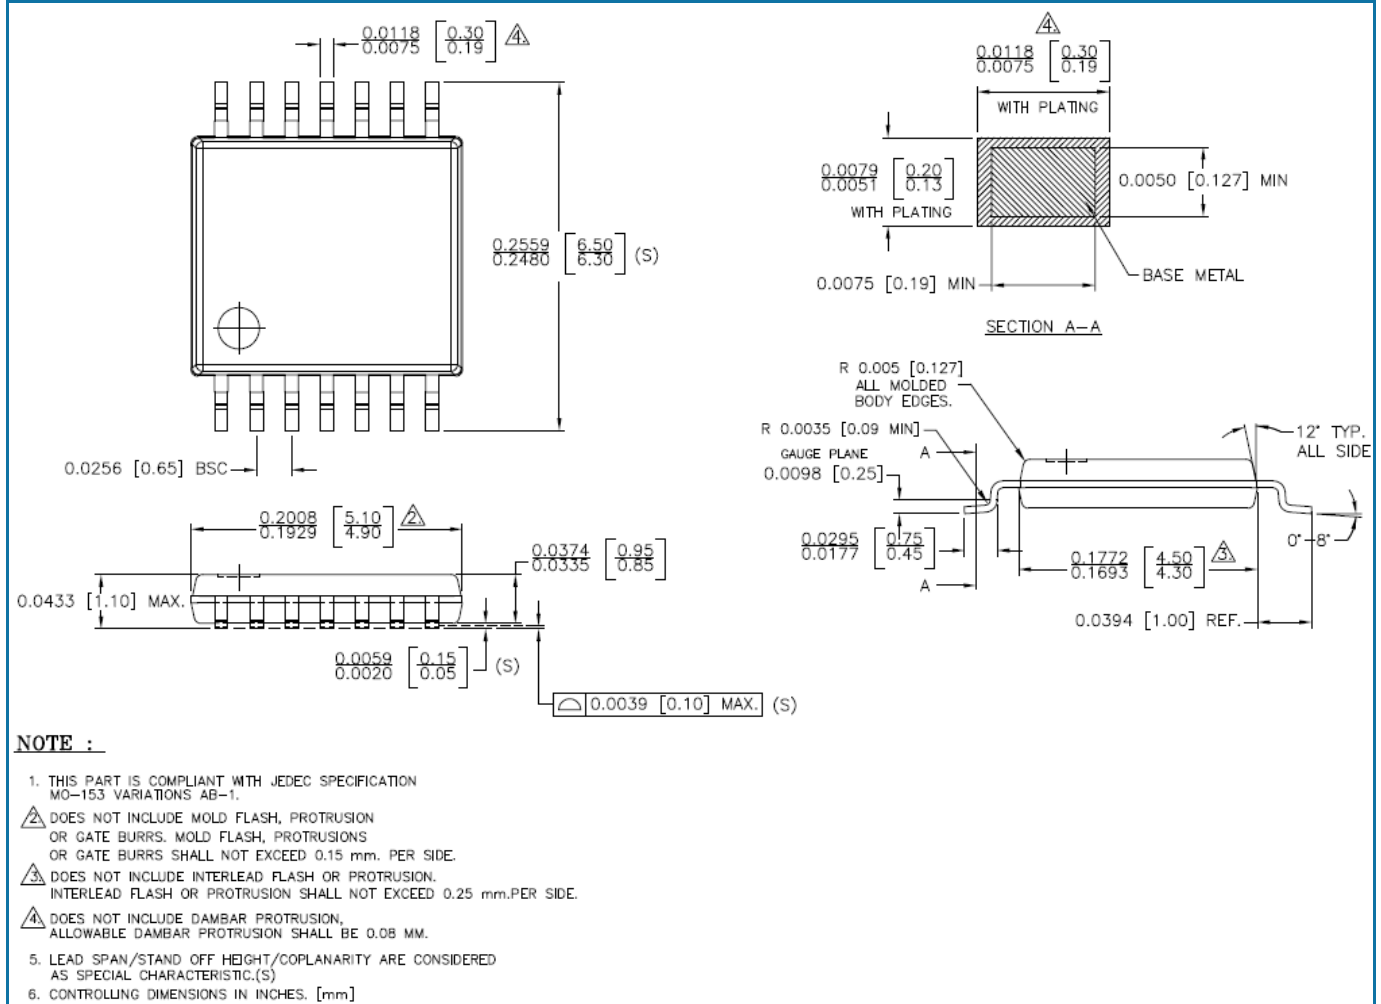 0.0118 [0.30]
0.0075 [0.19] 4.
0.2559 [6.50]
0.2480 [6.30] (S)
0.0256 [0.65] BSC
0.2008 [5.10]
0.1929 [4.90] 2.
0.0374 [0.95]
0.0335 [0.85]
0.0433 [1.10] MAX.
0.0059 [0.15]
0.0020 [0.05] (S)
0.0039 [0.10] MAX. (S)
4.
0.0118 [0.30]
0.0075 [0.19]
WITH PLATING
0.0079 [0.20]
0.0051 [0.13]
WITH PLATING
0.0050 [0.127] MIN
0.0075 [0.19] MIN
BASE METAL
SECTION A-A
R 0.005 [0.127]
ALL MOLDED
BODY EDGES.
R 0.0035 [0.09 MIN]
GAUGE PLANE
0.0098 [0.25]
A
12° TYP.
ALL SIDE
0.0295 [0.75]
0.0177 [0.45]
A
0°-8°
0.1772 [4.50]
0.1693 [4.30] 3.
0.0394 [1.00] REF.
NOTE :
1. THIS PART IS COMPLIANT WITH JEDEC SPECIFICATION
MO-153 VARIATIONS AB-1.
2. DOES NOT INCLUDE MOLD FLASH, PROTRUSION
OR GATE BURRS. MOLD FLASH, PROTRUSIONS
OR GATE BURRS SHALL NOT EXCEED 0.15 mm. PER SIDE.
3. DOES NOT INCLUDE INTERLEAD FLASH OR PROTRUSION.
INTERLEAD FLASH OR PROTRUSION SHALL NOT EXCEED 0.25 mm.PER SIDE.
4. DOES NOT INCLUDE DAMBAR PROTRUSION,
ALLOWABLE DAMBAR PROTRUSION SHALL BE 0.08 MM.
5. LEAD SPAN/STAND OFF HEIGHT/COPLANARITY ARE CONSIDERED
AS SPECIAL CHARACTERISTIC.(S)
6. CONTROLLING DIMENSIONS IN INCHES. [mm]